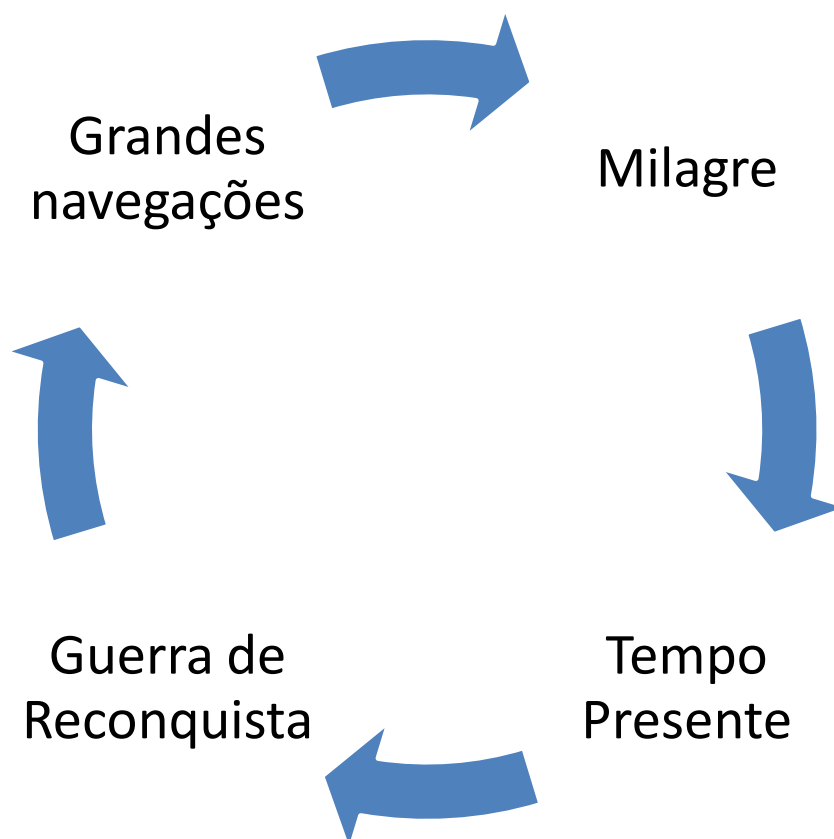 Grandes
navegações
Milagre
Guerra de
Reconquista
Tempo
Presente